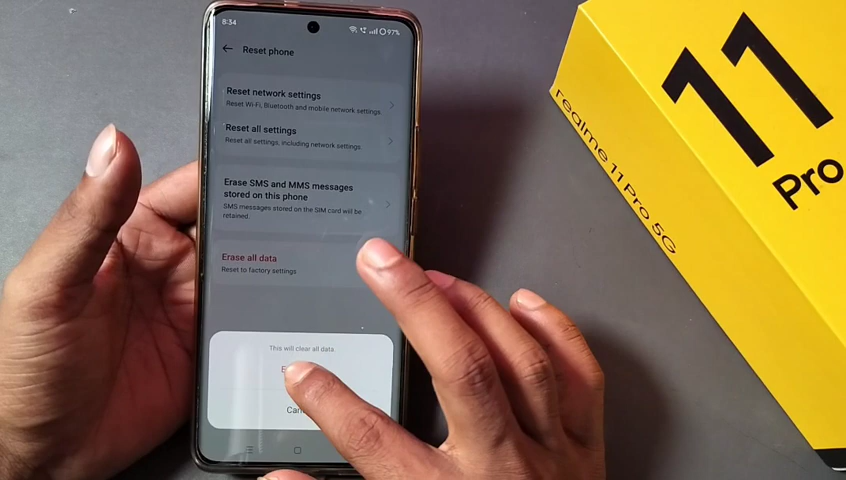 8:34
97%
Reset phone
Reset network settings
Reset Wi-Fi, Bluetooth and mobile network settings.
Reset all settings
Reset all settings, including network settings.
Erase SMS and MMS messages
stored on this phone
SMS messages stored on the SIM card will be
retained.
Erase all data
Reset to factory settings
This will clear all data.
11
Pro
realme 11 Pro 5G